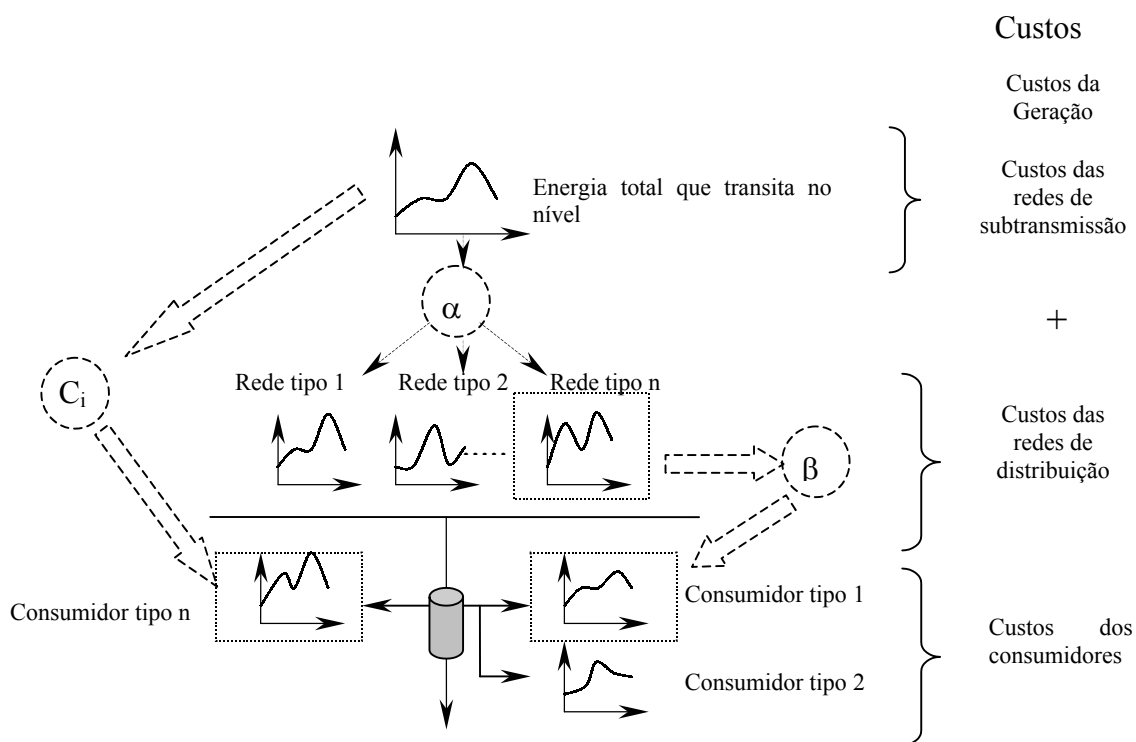 Custos
Custos da
Geração
Custos das
redes de
subtransmissão
Energia total que transita no
nível
α
+
Rede tipo 1
Rede tipo 2
Rede tipo n
Ci
β
Custos das
redes de
distribuição
Consumidor tipo n
Consumidor tipo 1
Custos dos
consumidores
Consumidor tipo 2